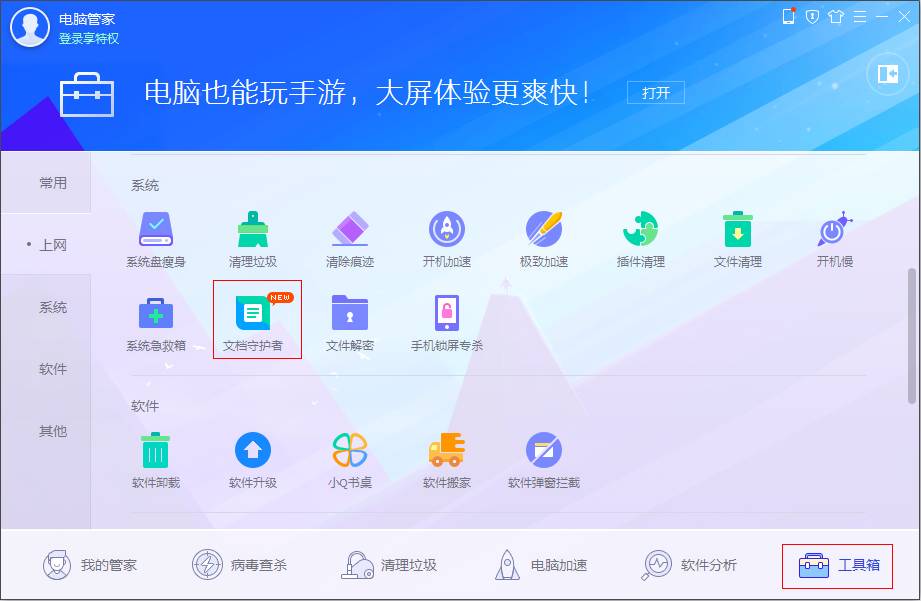 电脑管家
登录享特权
电脑也能玩手游，大屏体验更爽快！
打开
常用
上网
系统
软件
其他
系统
系统盘瘦身
清理垃圾
清除痕迹
开机加速
极致加速
插件清理
文件清理
开机慢
NEW
系统急救箱
文档守护者
文件解密
手机锁屏专杀
软件
软件卸载
软件升级
小Q书桌
软件搬家
软件弹窗拦截
我的管家
病毒查杀
清理垃圾
电脑加速
软件分析
工具箱